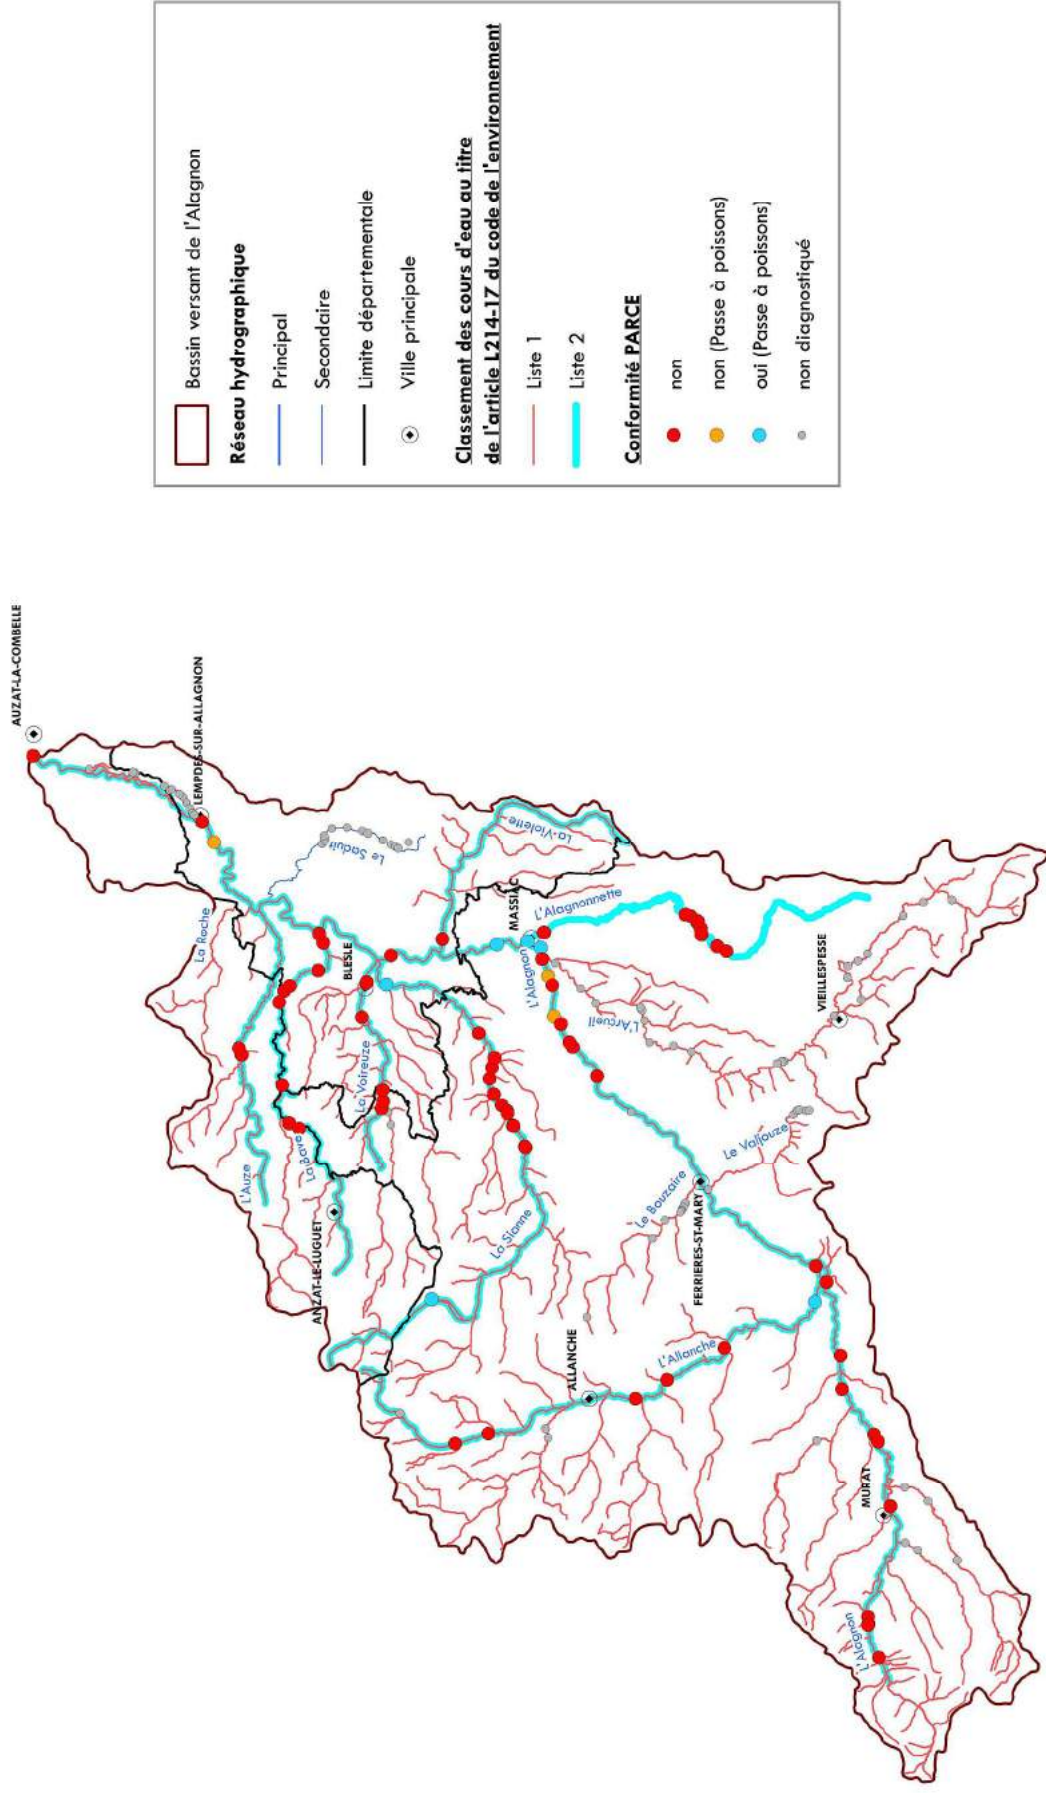 Bassin versant de l'Alagnon
Réseau hydrographique
Principal
Secondaire
Limite départementale
Ville principale
Classement des cours d'eau au titre
de l'article L214-17 du code de l'environnement
Liste 1
Liste 2
Conformité PARCE
non
non (Passe à poissons)
oui (Passe à poissons)
non diagnostiqué
AUZAT-LA-COMBELLE
LEMPDES-SUR-ALLAGNON
Le Saduit
La Violette
La Roche
BLESLE
MASSIAC
L'Alagnonnette
L'Alagnon
L'Arcueil
VIEILLESPESSE
L'Auze
La Bave
La Voireuze
ANZAT-LE-LUGUET
La Sianne
Le Bouzaire
Le Valjouze
FERRIERES-ST-MARY
ALLANCHE
L'Allanche
MURAT
L'Alagnon